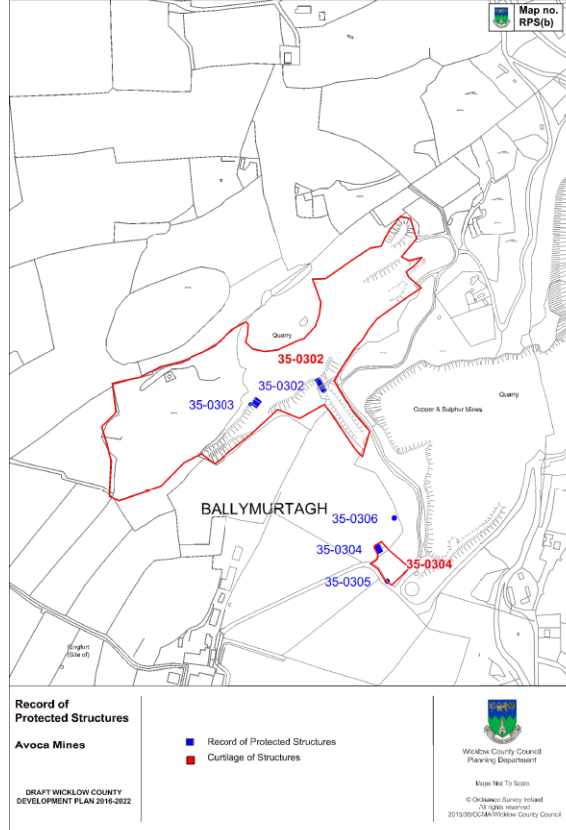 Map no.
RPS(b)
Quarry
35-0302
35-0302
35-0303
Quarry
Copper & Sulphur Mines
BALLYMURTAGH
35-0306
35-0304
35-0304
35-0305
Ringfort
(Site of)
Record of
Protected Structures
Avoca Mines
DRAFT WICKLOW COUNTY
DEVELOPMENT PLAN 2016-2022
Record of Protected Structures
Curtilage of Structures
Wicklow County Council
Planning Department
Maps Not To Scale
© Ordnance Survey Ireland
All rights reserved
2015/35/CCMA/Wicklow County Council